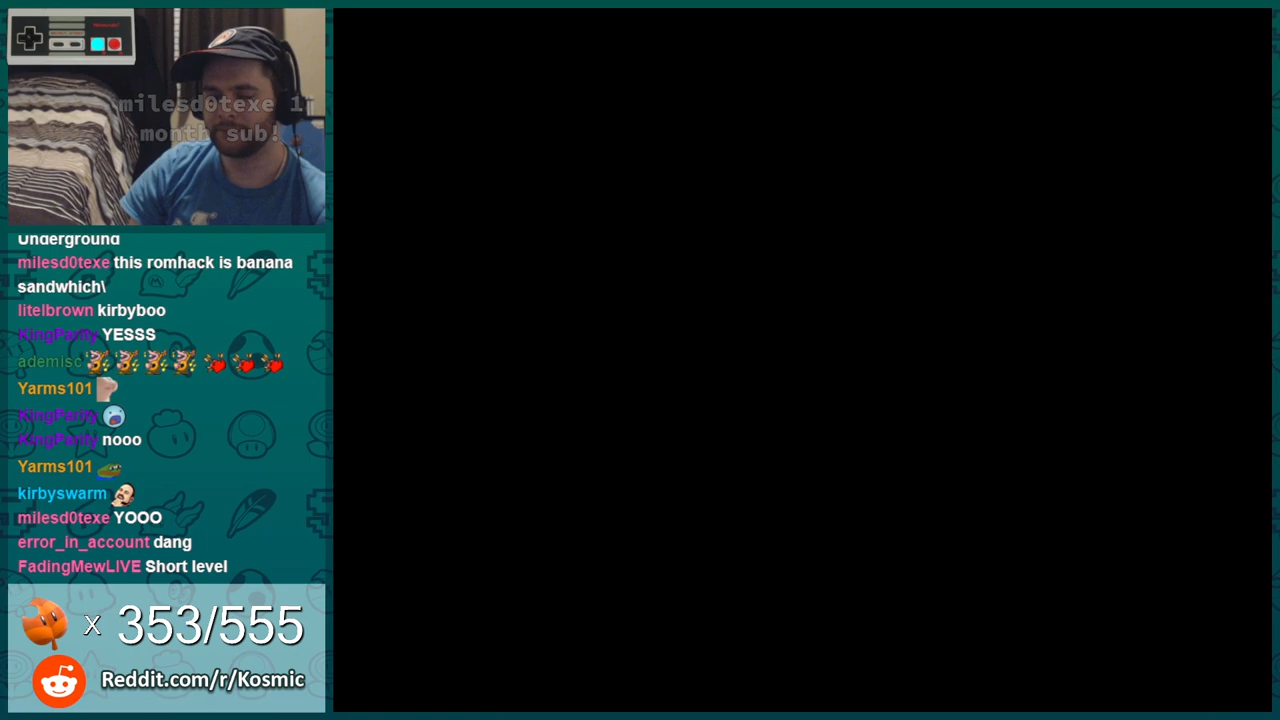 Nintendo
milesd0texe 1
month sub!
Underground
milesd0texe this romhack is banana
sandwhich\
litelbrown kirbyboo
KingParity YESSS
ademisc
Yarms101
KingParity
KingParity nooo
Yarms101
kirbyswarm
milesd0texe YOOO
error_in_account dang
FadingMewLIVE Short level
x 353/555
Reddit.com/r/Kosmic